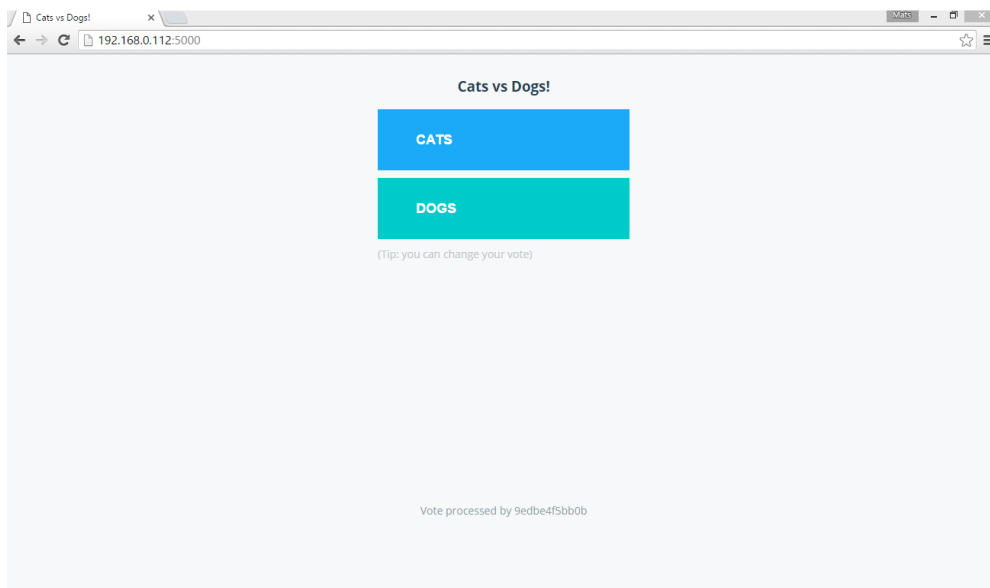 Cats vs Dogs!
Mats
192.168.0.112:5000
Cats vs Dogs!
CATS
DOGS
(Tip: you can change your vote)
Vote processed by 9edbe4f5bb0b